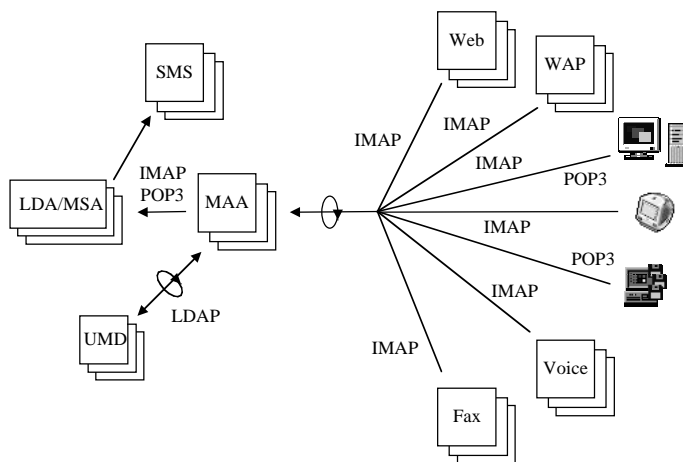 Web
SMS
WAP
IMAP
IMAP
IMAP
IMAP
POP3
POP3
LDA/MSA
MAA
IMAP
POP3
LDAP
IMAP
UMD
IMAP
Voice
Fax